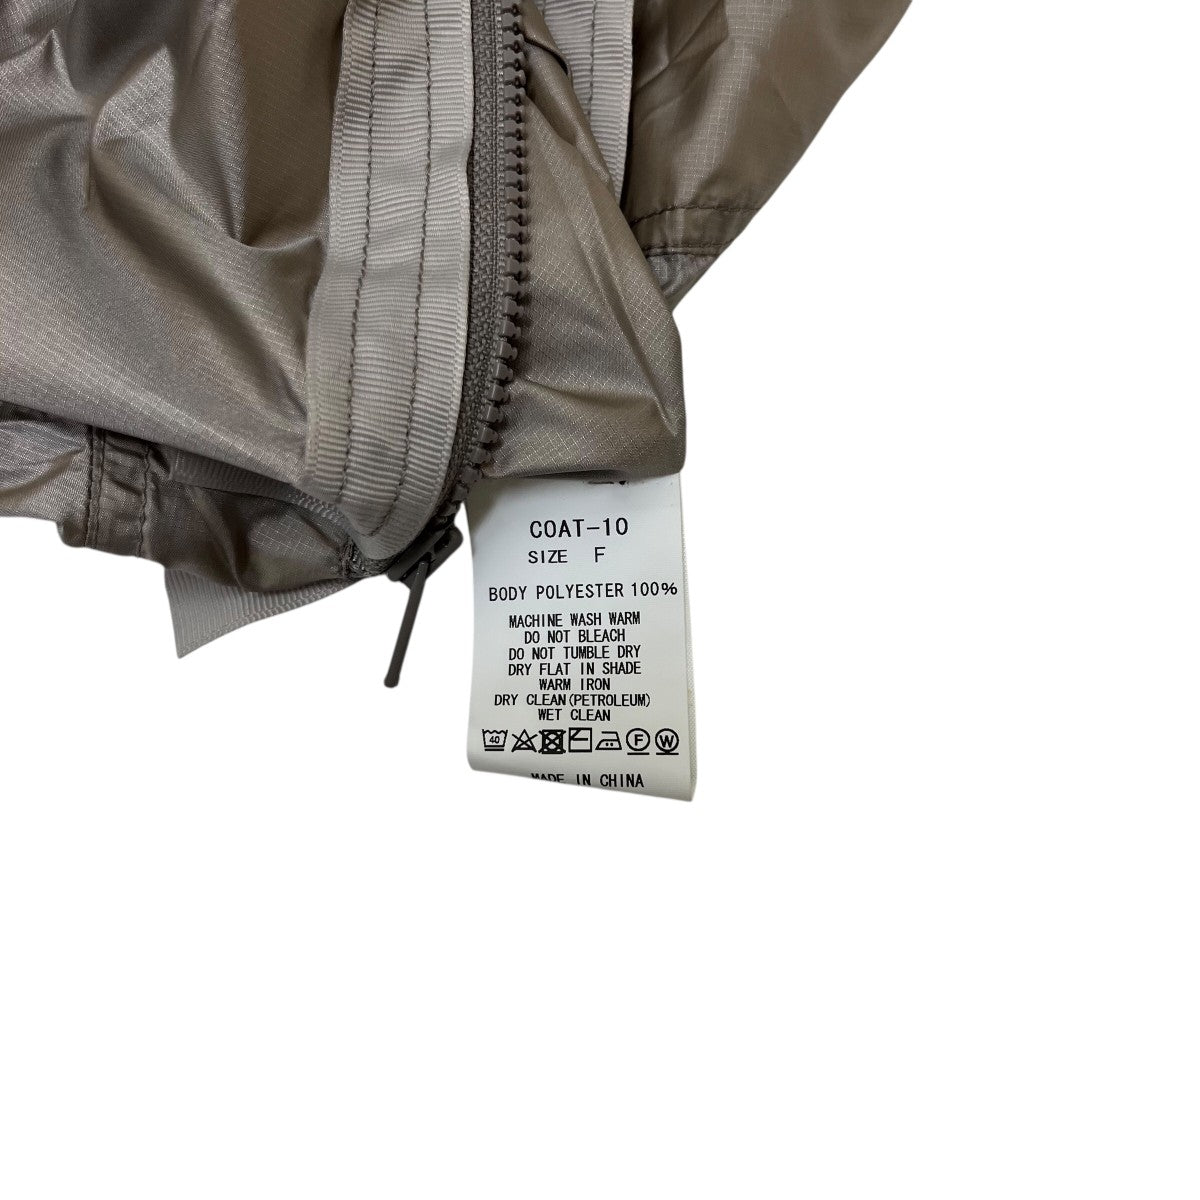 COAT-10
SIZE F
BODY POLYESTER 100%
MACHINE WASH WARM
DO NOT BLEACH
DO NOT TUMBLE DRY
DRY FLAT IN SHADE
WARM IRON
DRY CLEAN(PETROLEUM)
WET CLEAN
40 F W
MADE IN CHINA